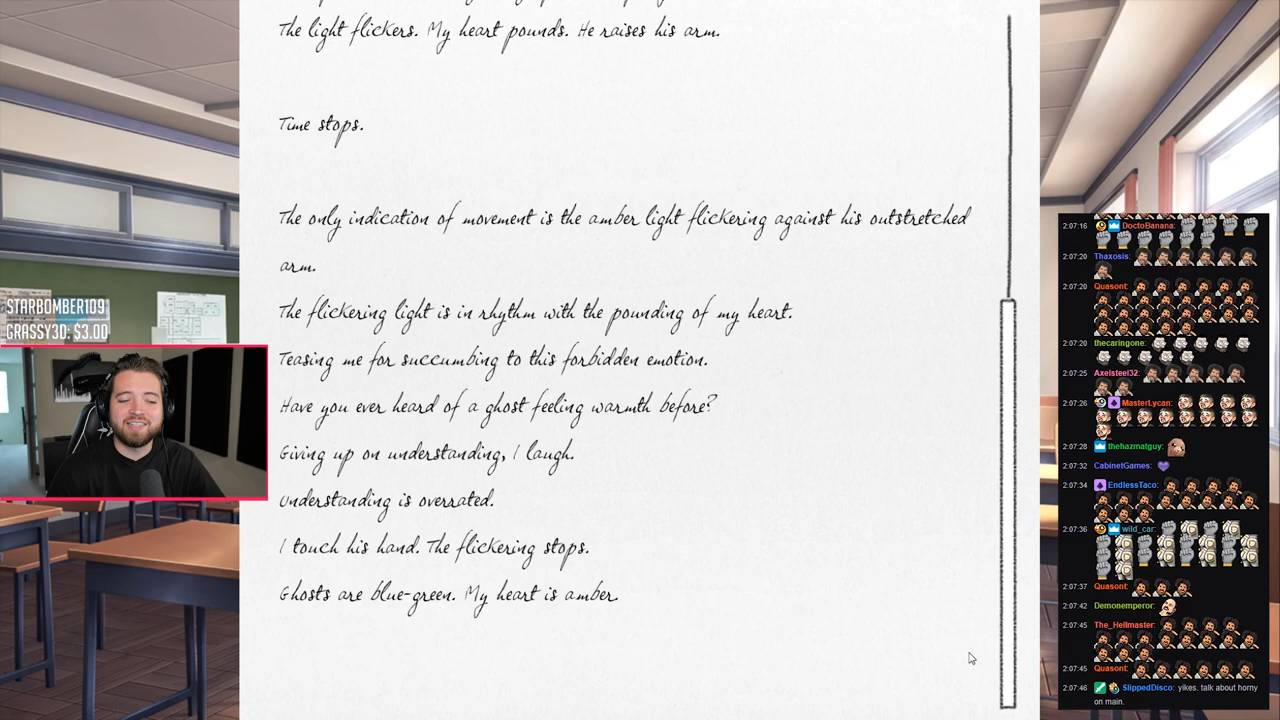 The light flickers. My heart pounds. He raises his arm.
Time stops.
The only indication of movement is the amber light flickering against his outstretched
arm.
The flickering light is in rhythm with the pounding of my heart.
Teasing me for succumbing to this forbidden emotion.
Have you ever heard of a ghost feeling warmth before?
Giving up on understanding, I laugh.
Understanding is overrated.
I touch his hand. The flickering stops.
Ghosts are blue-green. My heart is amber.
STARBOMBER109
GRASSY3D: $3.00
2:07:16 DoctoBanana:
2:07:20 Thaxosis:
2:07:20 Quasont:
2:07:20 thecaringone:
2:07:25 Axelsteel32:
2:07:26 MasterLycan:
2:07:28 thehazmatguy:
2:07:32 CabinetGames:
2:07:34 EndlessTaco:
2:07:36 wild_car:
2:07:37 Quasont:
2:07:42 Demonemperor:
2:07:45 The_Hellmaster:
2:07:45 Quasont:
2:07:46 SlippedDisco: yikes. talk about horny
on main.